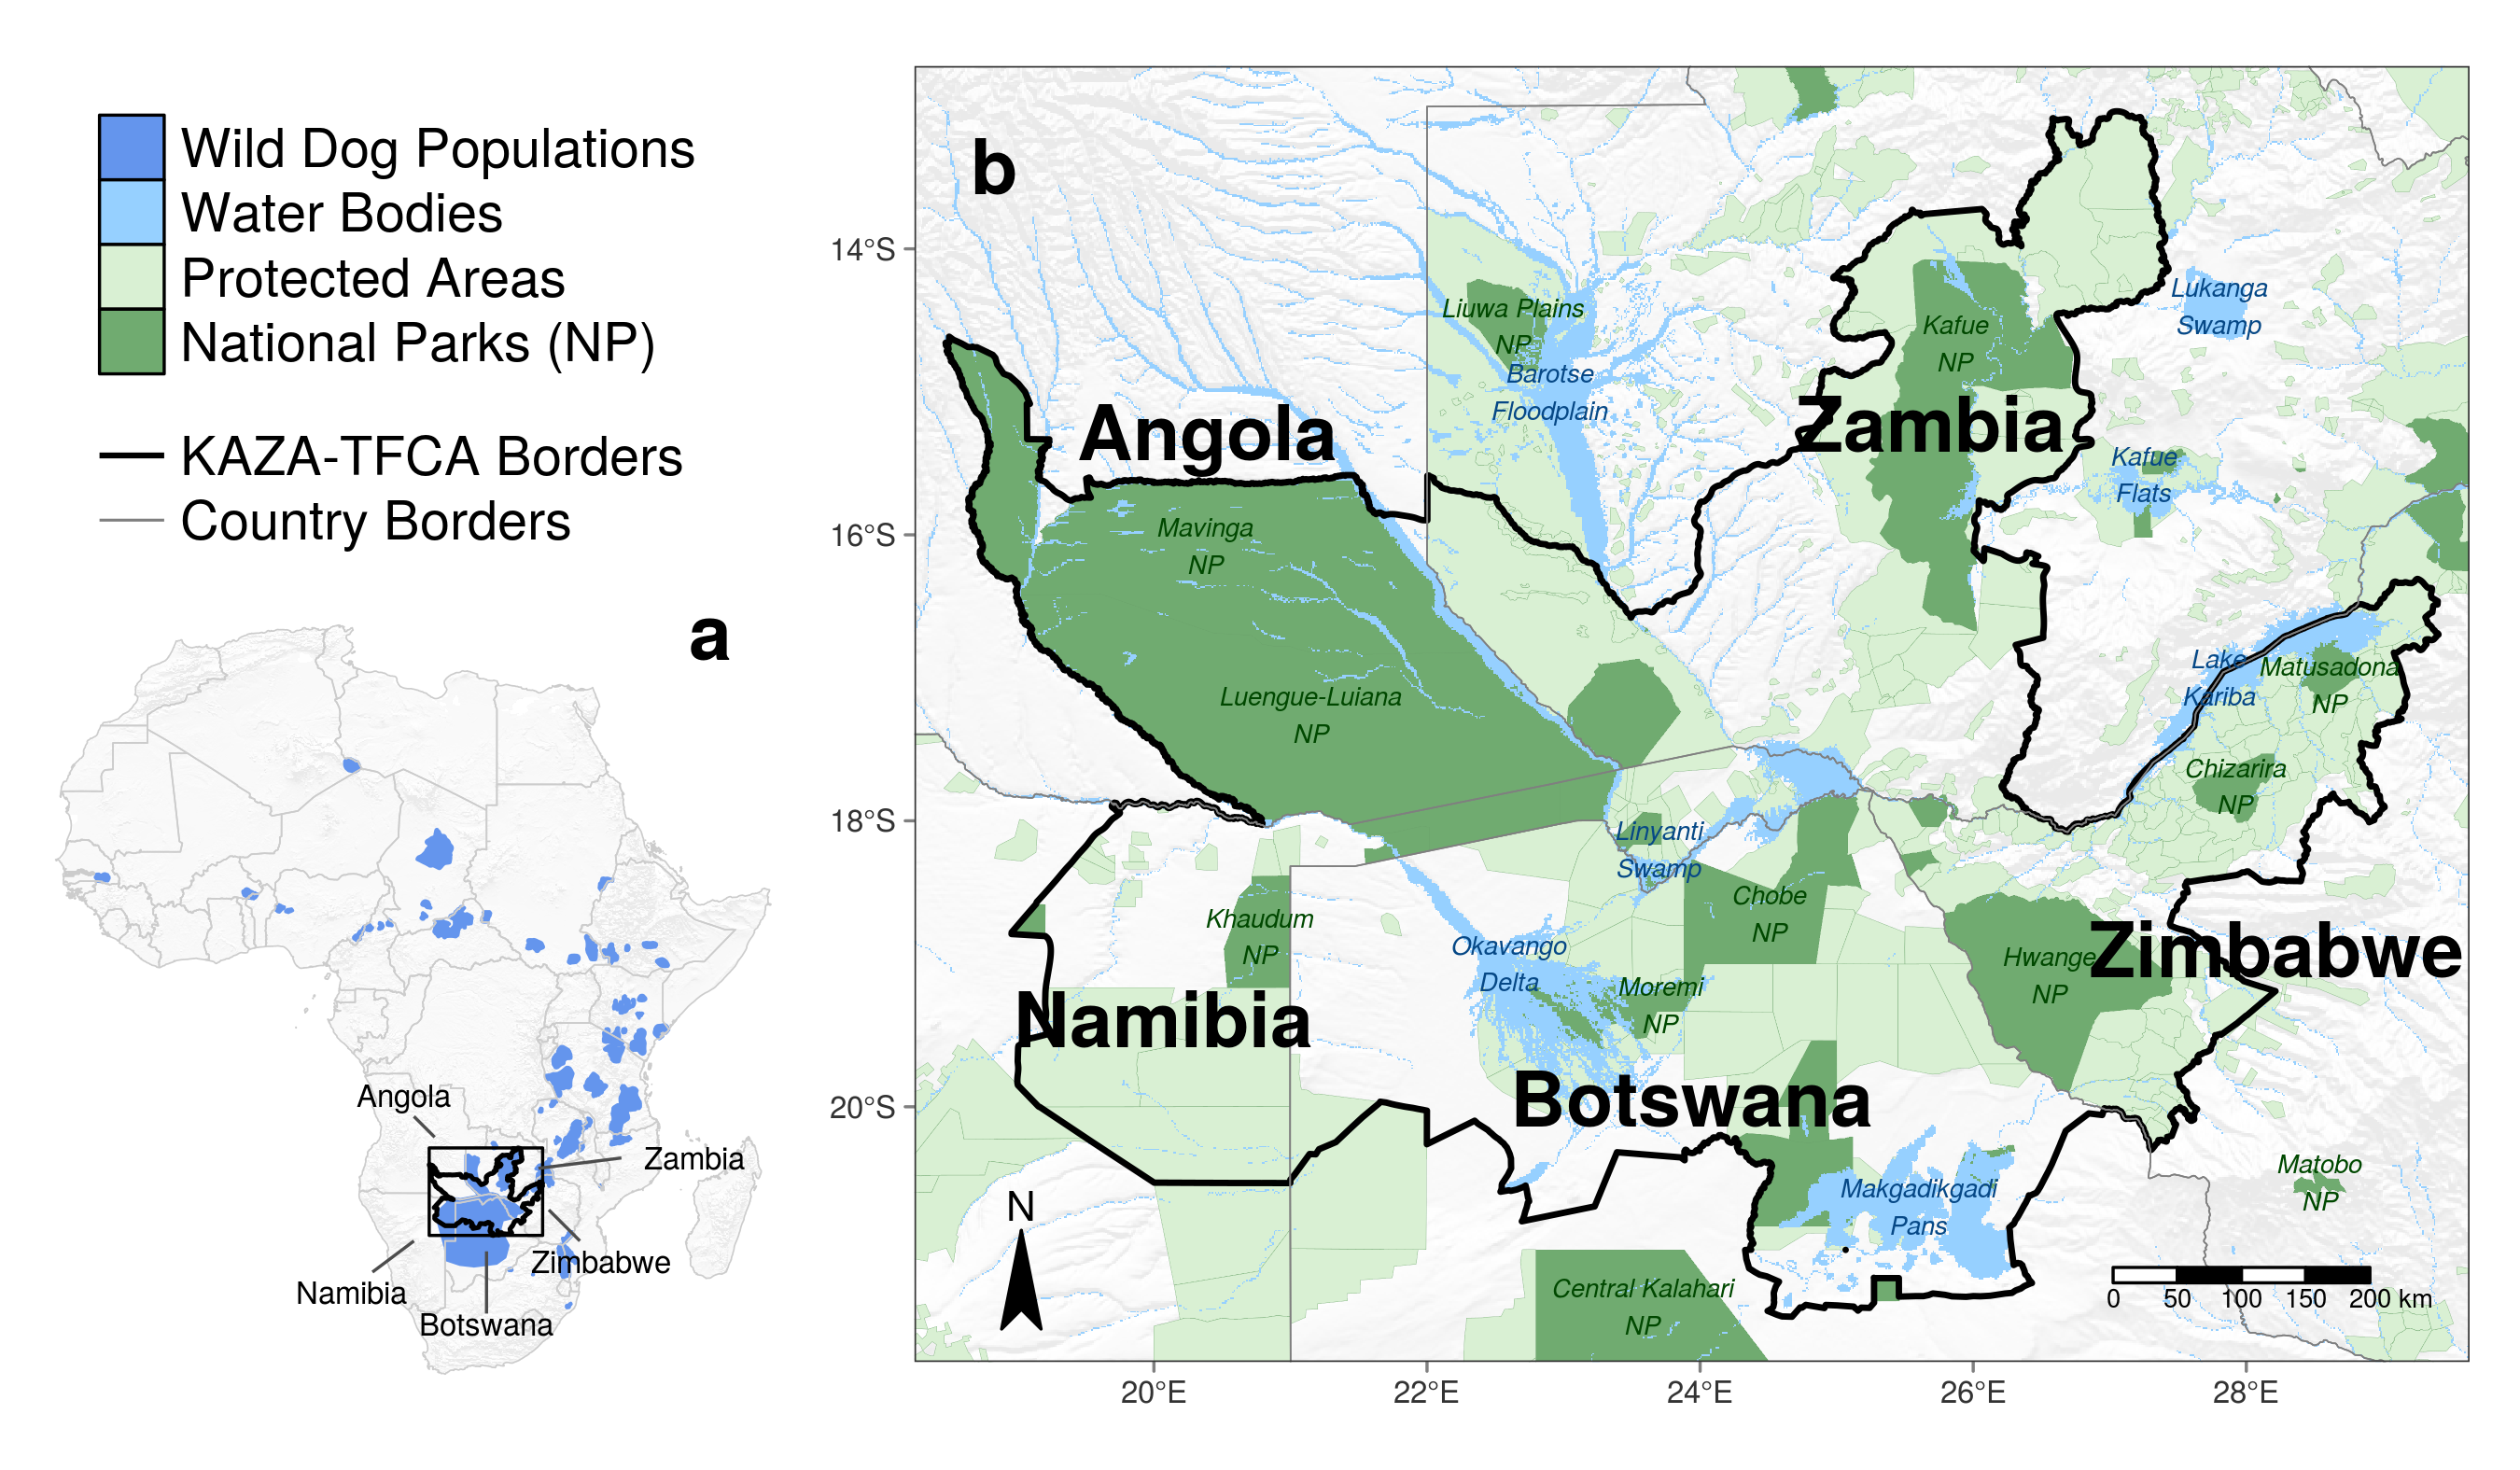 Wild Dog Populations
Water Bodies
Protected Areas
National Parks (NP)
KAZA-TFCA Borders
Country Borders
a
Angola
Zambia
Zimbabwe
Namibia
Botswana
b
14°S
16°S
18°S
20°S
20°E
22°E
24°E
26°E
28°E
Liuwa Plains
NP
Barotse
Floodplain
Kafue
NP
Lukanga
Swamp
Angola
Zambia
Kafue
Flats
Mavinga
NP
Luengue-Luiana
NP
Lake
Kariba
Matusadona
NP
Chizarira
NP
Linyanti
Swamp
Chobe
NP
Khaudum
NP
Okavango
Delta
Moremi
NP
Hwange
NP
Zimbabwe
Namibia
Botswana
Makgadikgadi
Pans
Matobo
NP
Central Kalahari
NP
N
0 50 100 150 200 km